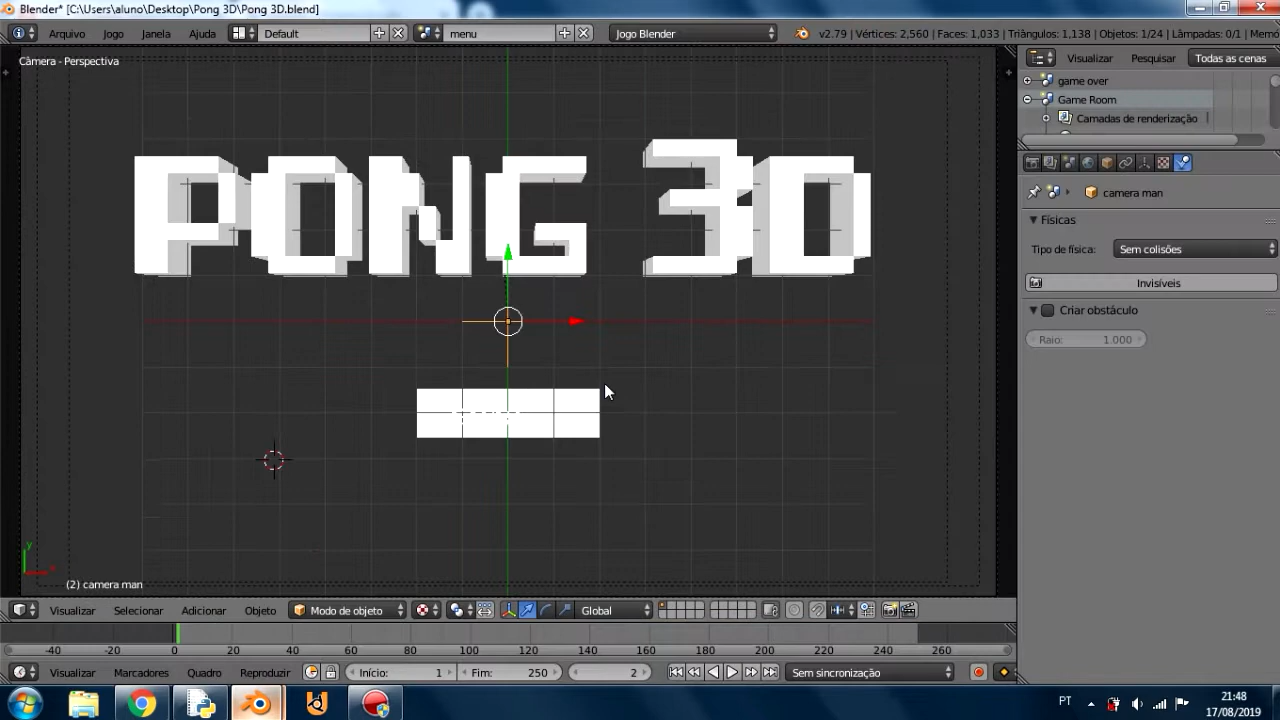 Blender* [C:\Users\aluno\Desktop\Pong 3D\Pong 3D.blend]
Arquivo Jogo Janela Ajuda Default menu Jogo Blender v2.79 | Vértices: 2,560 | Faces: 1,033 | Triângulos: 1,138 | Objetos: 1/24 | Lâmpadas: 0/1 | Memó
Câmera - Perspectiva
Visualizar Pesquisar Todas as cenas
game over
Game Room
Camadas de renderização
camera man
Físicas
Tipo de física: Sem colisões
Invisíveis
Criar obstáculo
Raio: 1.000
PONG 3D
y
x
(2) camera man
Visualizar Selecionar Adicionar Objeto Modo de objeto Global
-40 -20 0 20 40 60 80 100 120 140 160 180 200 220 240 260
Visualizar Marcadores Quadro Reproduzir Início: 1 Fim: 250 2 Sem sincronização
PT 21:48
17/08/2019